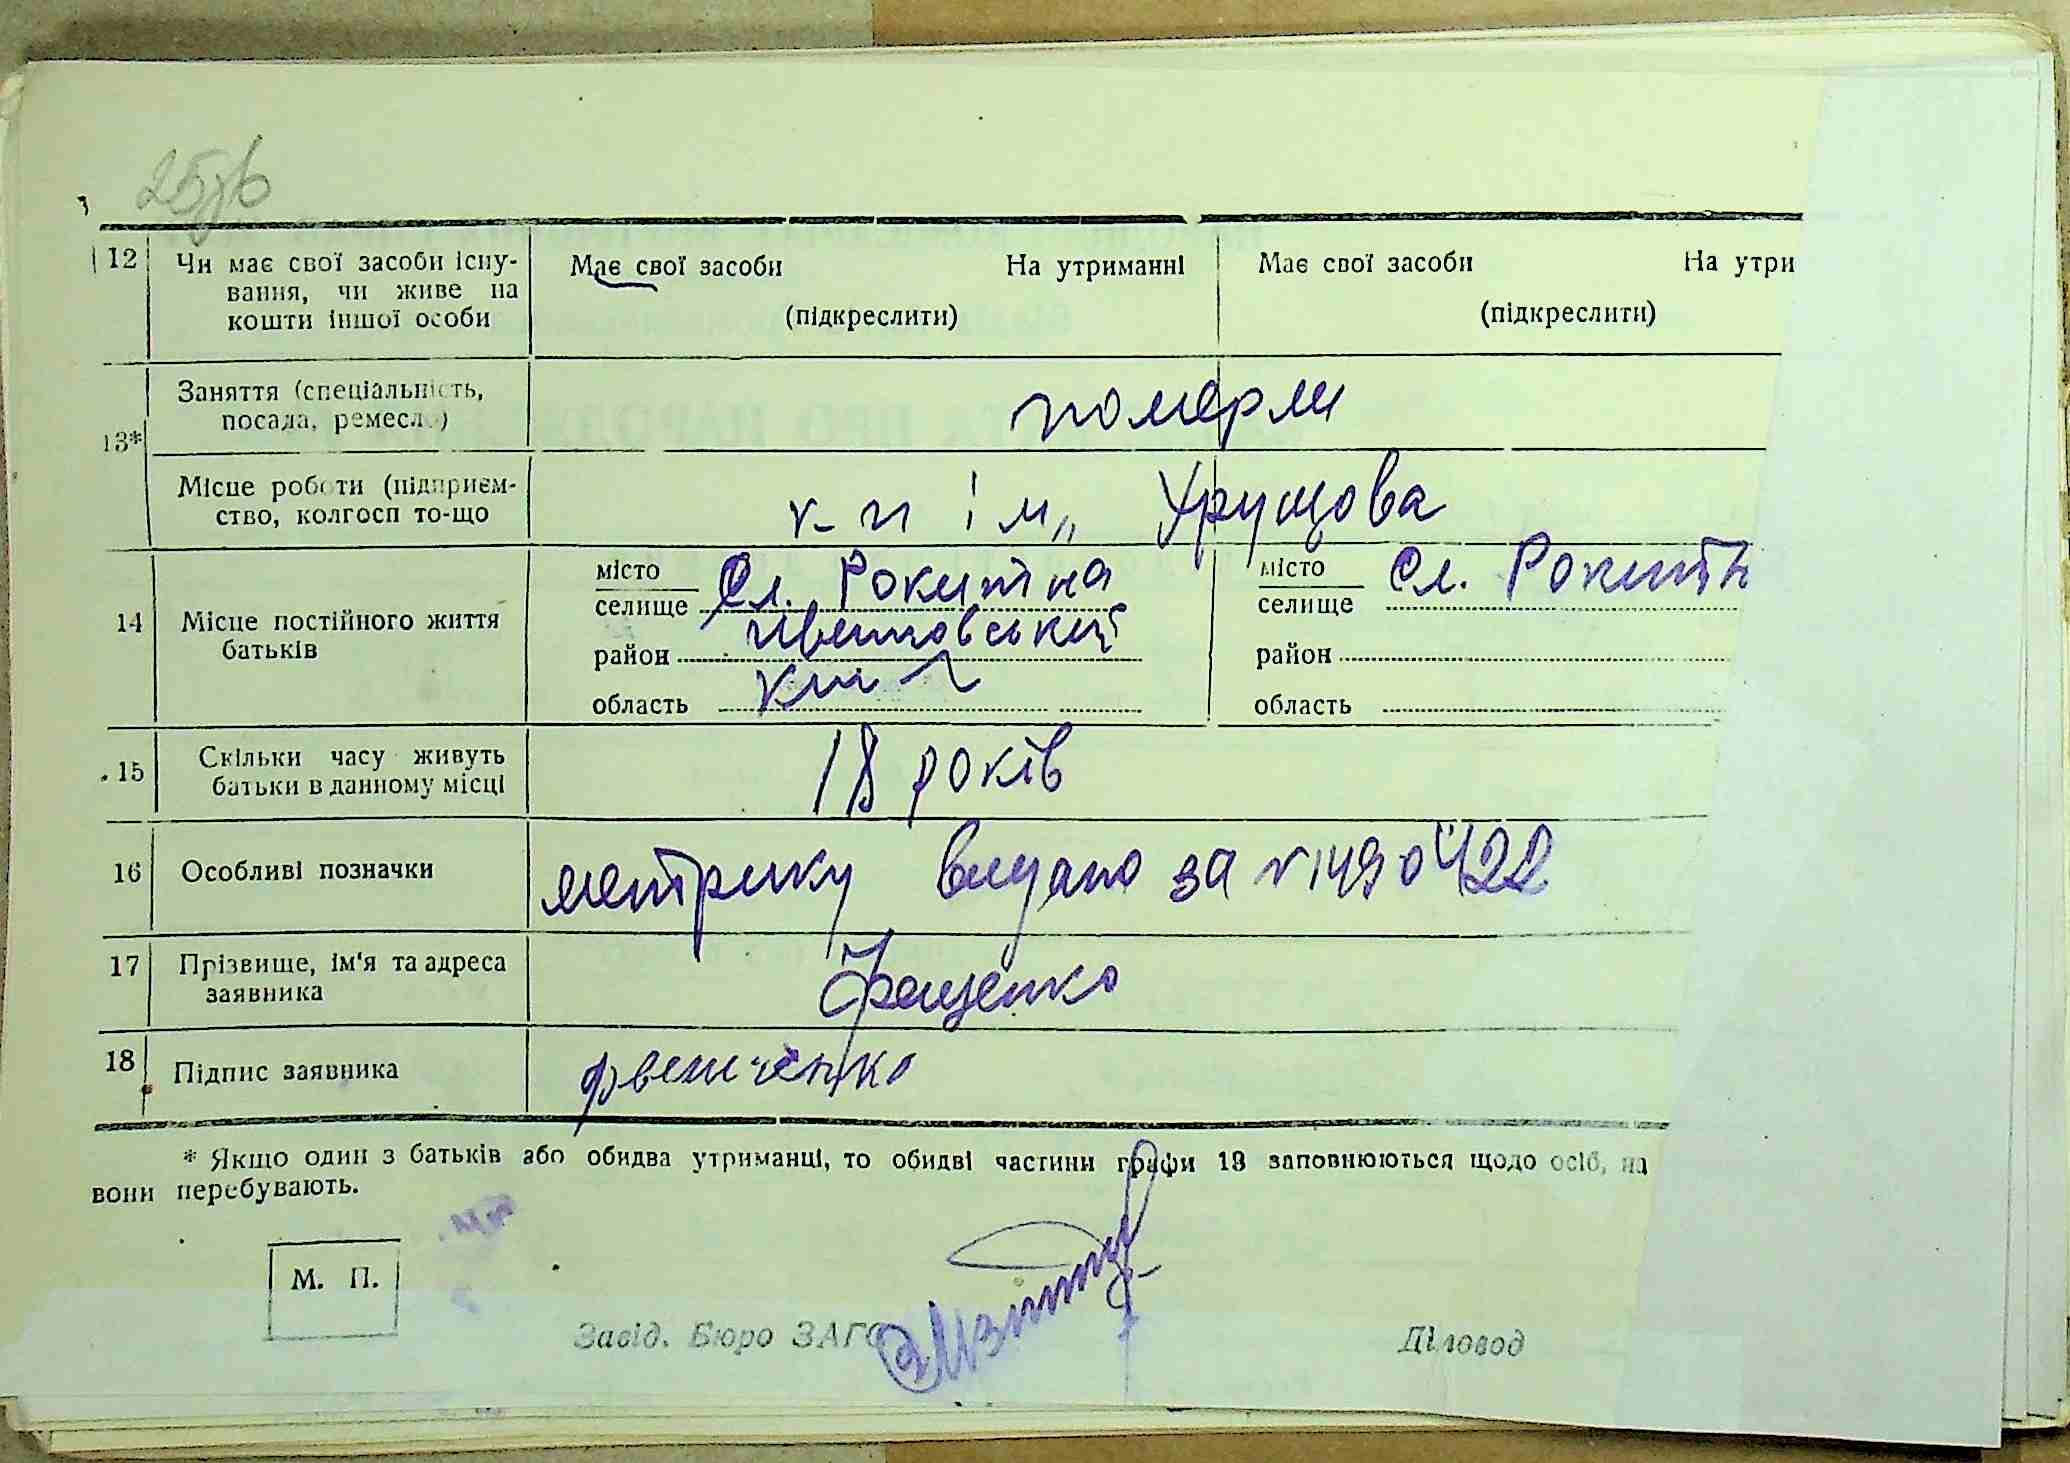 25
12 Чи має свої засоби існу-
вання, чи живе на
кошти іншої особи
Має свої засоби На утриманні
(підкреслити)
Має свої засоби На утри
(підкреслити)
13* Заняття (спеціальність,
посада, ремесло)
померли
Місце роботи (підприєм-
ство, колгосп то-що
к-п ім„ Хрущова
14 Місце постійного життя
батьків
місто
селище Сл. Рокитна
район
область
місто
селище Сл. Рокитн
район
область
15 Скільки часу живуть
батьки в данному місці
18 років
16 Особливі позначки
метрику видано за № 1490422
17 Прізвище, ім'я та адреса
заявника
Фещенко
18 Підпис заявника
* Якщо один з батьків або обидва утриманці, то обидві частини графи 13 заповнюються щодо осіб, на
вони перебувають.
М. П.
Завід. Бюро ЗАГС
Діловод